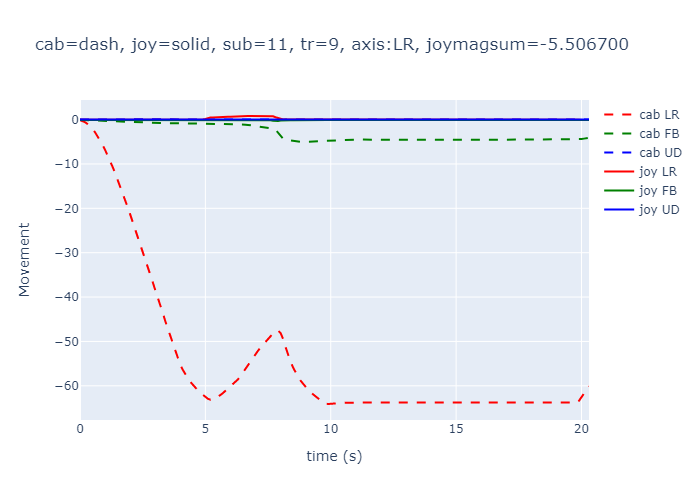 cab=dash, joy=solid, sub=11, tr=9, axis:LR, joymagsum=-5.506700
cab LR
cab FB
cab UD
joy LR
joy FB
joy UD
Movement
0
−10
−20
−30
−40
−50
−60
0 5 10 15 20
time (s)